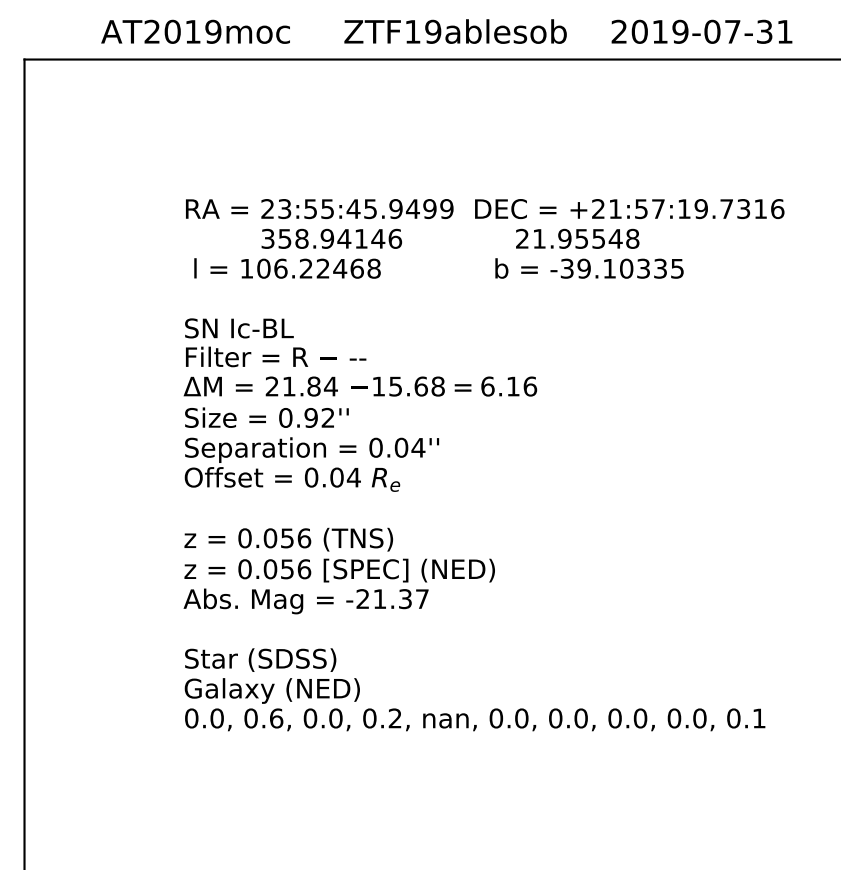 AT2019moc ZTF19ablesob 2019-07-31
RA = 23:55:45.9499 DEC = +21:57:19.7316
358.94146 21.95548
l = 106.22468 b = -39.10335
SN Ic-BL
Filter = R − --
ΔM = 21.84 −15.68 = 6.16
Size = 0.92''
Separation = 0.04''
Offset = 0.04 Rₑ
z = 0.056 (TNS)
z = 0.056 [SPEC] (NED)
Abs. Mag = -21.37
Star (SDSS)
Galaxy (NED)
0.0, 0.6, 0.0, 0.2, nan, 0.0, 0.0, 0.0, 0.0, 0.1